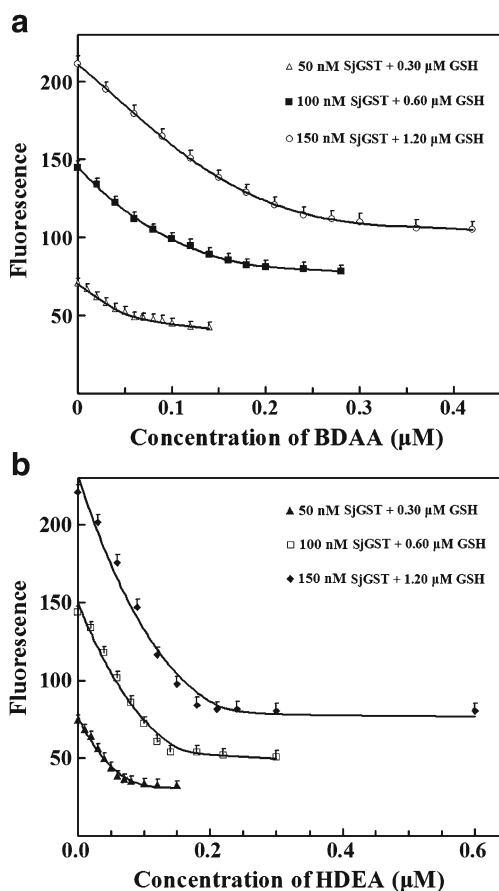 a
200
150
100
50
Fluorescence
△ 50 nM SjGST + 0.30 µM GSH
■ 100 nM SjGST + 0.60 µM GSH
○ 150 nM SjGST + 1.20 µM GSH
0 0.1 0.2 0.3 0.4
Concentration of BDAA (µM)
b
200
150
100
50
Fluorescence
▲ 50 nM SjGST + 0.30 µM GSH
□ 100 nM SjGST + 0.60 µM GSH
◆ 150 nM SjGST + 1.20 µM GSH
0.0 0.2 0.4 0.6
Concentration of HDEA (µM)